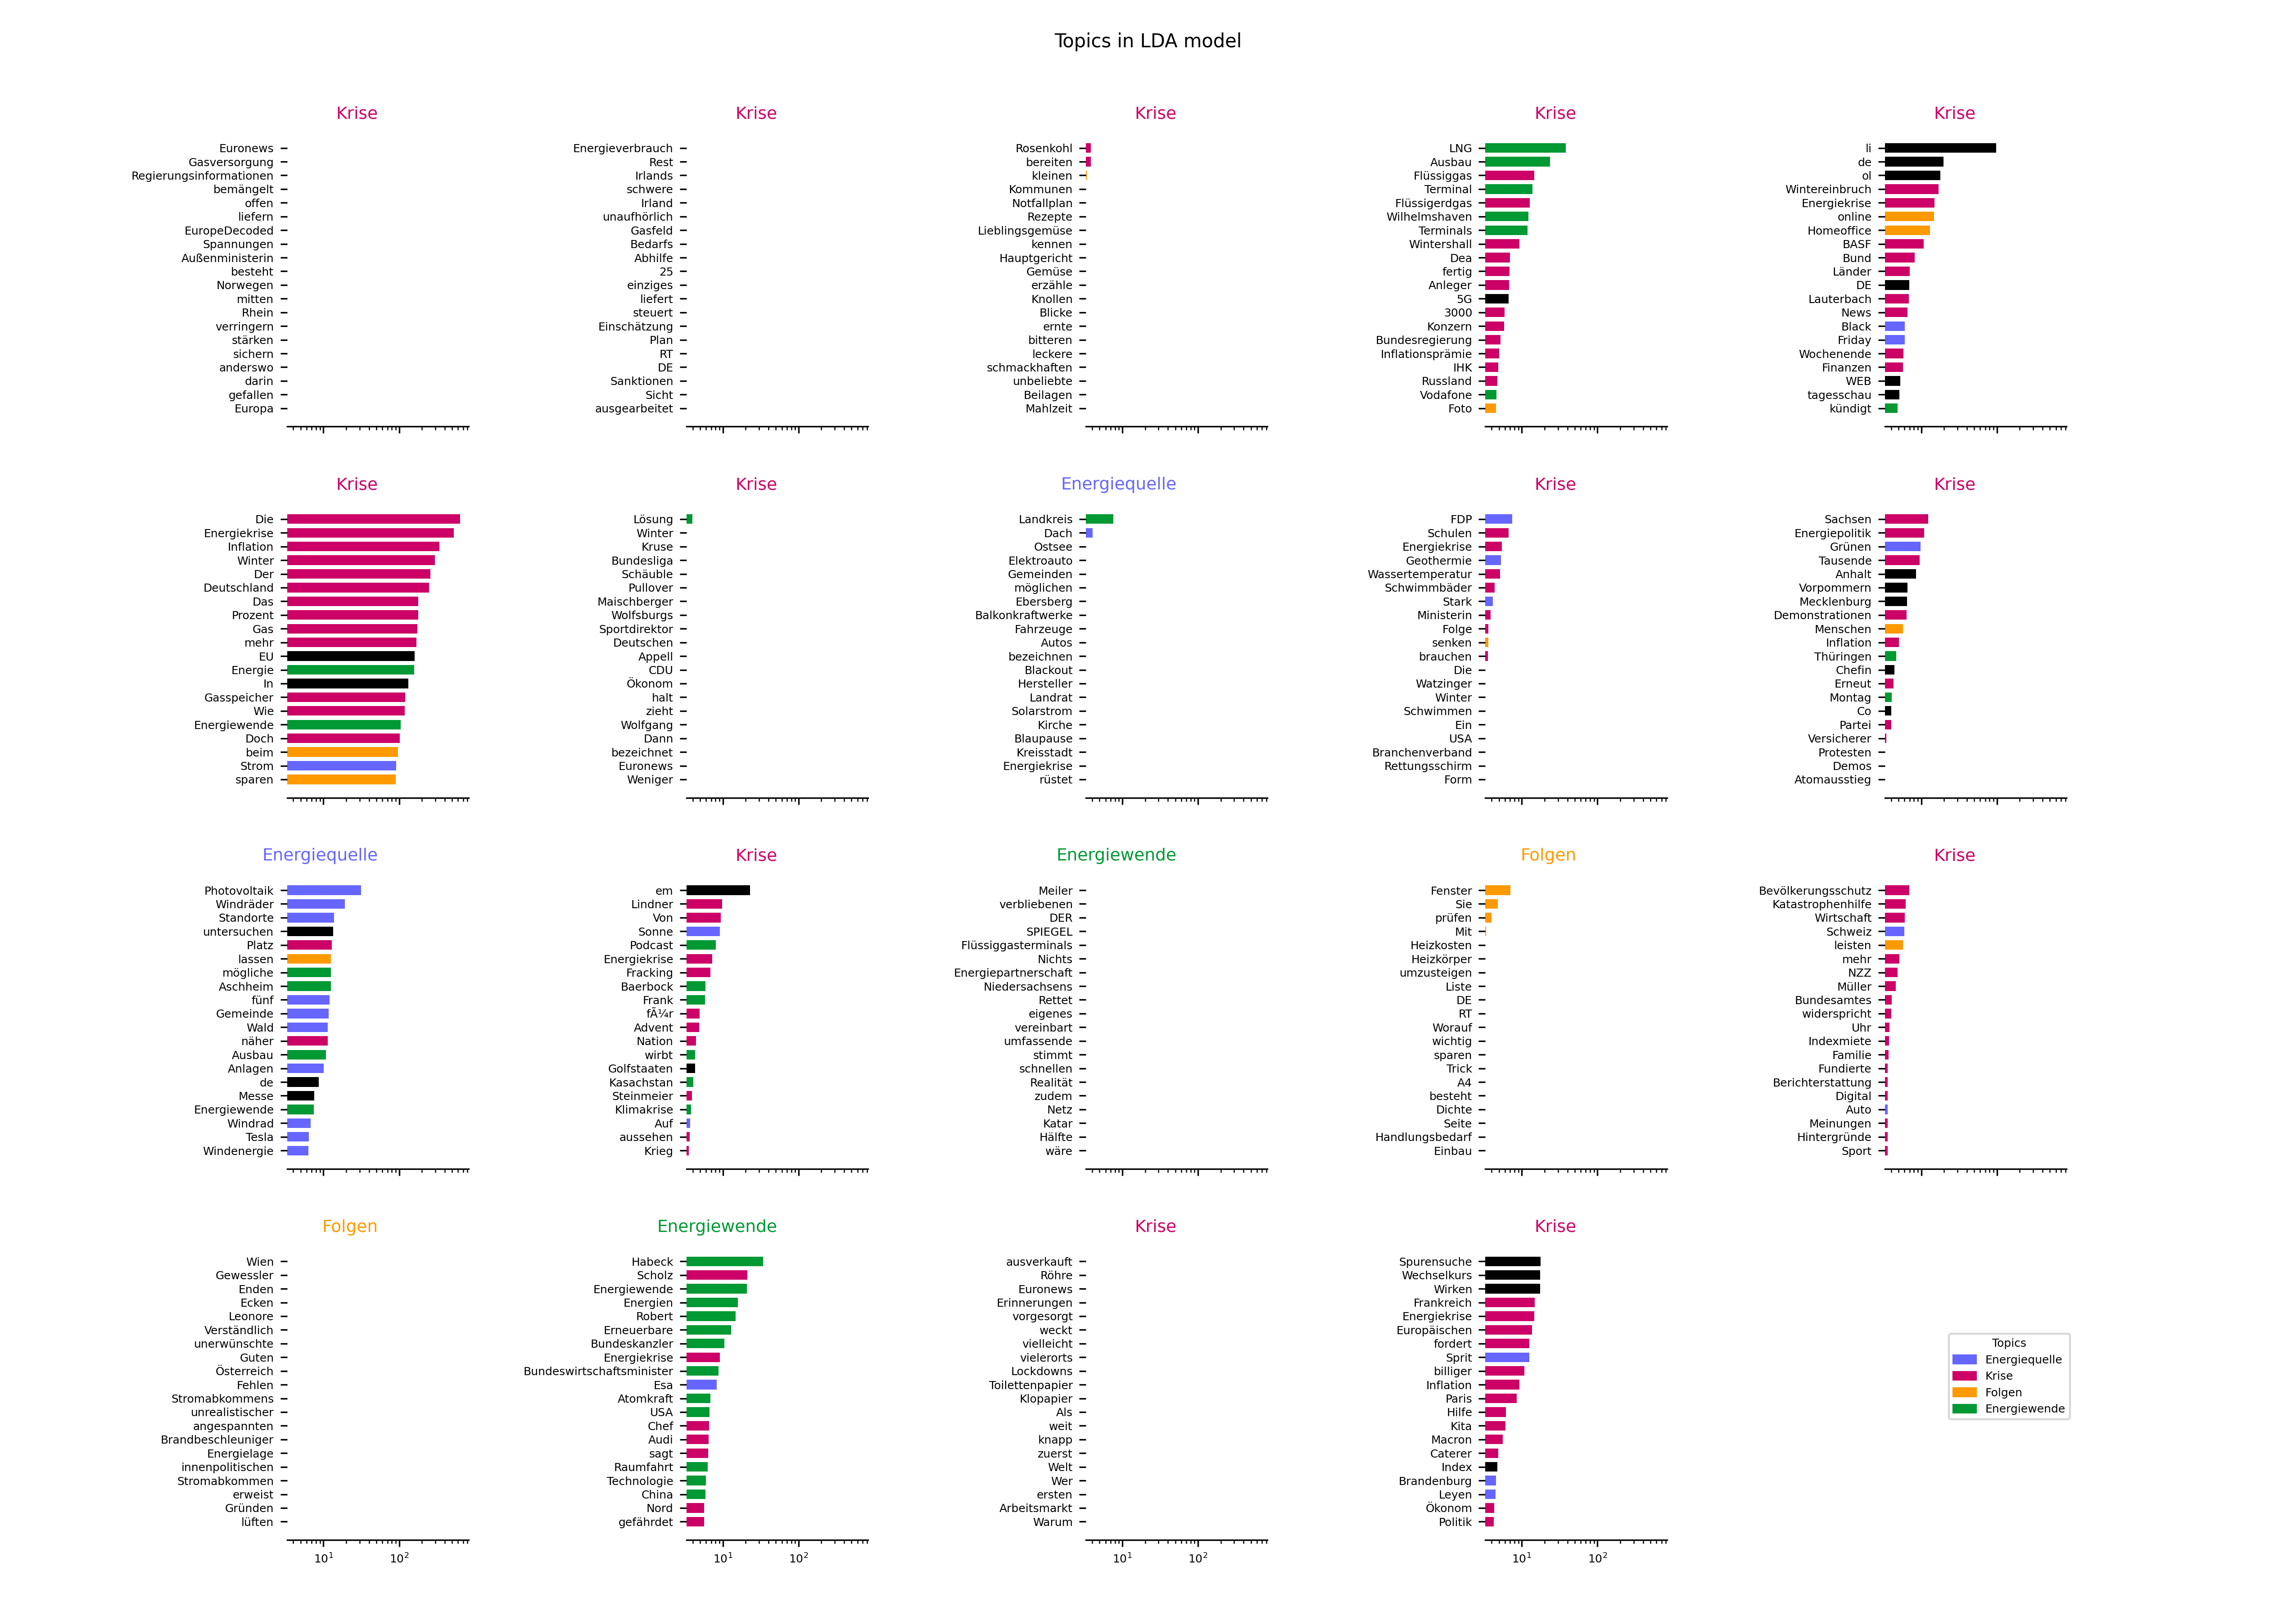 Topics in LDA model
Krise
Euronews
Gasversorgung
Regierungsinformationen
bemängelt
offen
liefern
EuropeDecoded
Spannungen
Außenministerin
besteht
Norwegen
mitten
Rhein
verringern
stärken
sichern
anderswo
darin
gefallen
Europa
Krise
Energieverbrauch
Rest
Irlands
schwere
Irland
unaufhörlich
Gasfeld
Bedarfs
Abhilfe
25
einziges
liefert
steuert
Einschätzung
Plan
RT
DE
Sanktionen
Sicht
ausgearbeitet
Krise
Rosenkohl
bereiten
kleinen
Kommunen
Notfallplan
Rezepte
Lieblingsgemüse
kennen
Hauptgericht
Gemüse
erzähle
Knollen
Blicke
ernte
bitteren
leckere
schmackhaften
unbeliebte
Beilagen
Mahlzeit
Krise
LNG
Ausbau
Flüssiggas
Terminal
Flüssigerdgas
Wilhelmshaven
Terminals
Wintershall
Dea
fertig
Anleger
5G
3000
Konzern
Bundesregierung
Inflationsprämie
IHK
Russland
Vodafone
Foto
Krise
li
de
ol
Wintereinbruch
Energiekrise
online
Homeoffice
BASF
Bund
Länder
DE
Lauterbach
News
Black
Friday
Wochenende
Finanzen
WEB
tagesschau
kündigt
Krise
Die
Energiekrise
Inflation
Winter
Der
Deutschland
Das
Prozent
Gas
mehr
EU
Energie
In
Gasspeicher
Wie
Energiewende
Doch
beim
Strom
sparen
Krise
Lösung
Winter
Kruse
Bundesliga
Schäuble
Pullover
Maischberger
Wolfsburgs
Sportdirektor
Deutschen
Appell
CDU
Ökonom
halt
zieht
Wolfgang
Dann
bezeichnet
Euronews
Weniger
Energiequelle
Landkreis
Dach
Ostsee
Elektroauto
Gemeinden
möglichen
Ebersberg
Balkonkraftwerke
Fahrzeuge
Autos
bezeichnen
Blackout
Hersteller
Landrat
Solarstrom
Kirche
Blaupause
Kreisstadt
Energiekrise
rüstet
Krise
FDP
Schulen
Energiekrise
Geothermie
Wassertemperatur
Schwimmbäder
Stark
Ministerin
Folge
senken
brauchen
Die
Watzinger
Winter
Schwimmen
Ein
USA
Branchenverband
Rettungsschirm
Form
Krise
Sachsen
Energiepolitik
Grünen
Tausende
Anhalt
Vorpommern
Mecklenburg
Demonstrationen
Menschen
Inflation
Thüringen
Chefin
Erneut
Montag
Co
Partei
Versicherer
Protesten
Demos
Atomausstieg
Energiequelle
Photovoltaik
Windräder
Standorte
untersuchen
Platz
lassen
mögliche
Aschheim
fünf
Gemeinde
Wald
näher
Ausbau
Anlagen
de
Messe
Energiewende
Windrad
Tesla
Windenergie
Krise
em
Lindner
Von
Sonne
Podcast
Energiekrise
Fracking
Baerbock
Frank
fÃ¼r
Advent
Nation
wirbt
Golfstaaten
Kasachstan
Steinmeier
Klimakrise
Auf
aussehen
Krieg
Energiewende
Meiler
verbliebenen
DER
SPIEGEL
Flüssiggasterminals
Nichts
Energiepartnerschaft
Niedersachsens
Rettet
eigenes
vereinbart
umfassende
stimmt
schnellen
Realität
zudem
Netz
Katar
Hälfte
wäre
Folgen
Fenster
Sie
prüfen
Mit
Heizkosten
Heizkörper
umzusteigen
Liste
DE
RT
Worauf
wichtig
sparen
Trick
A4
besteht
Dichte
Seite
Handlungsbedarf
Einbau
Krise
Bevölkerungsschutz
Katastrophenhilfe
Wirtschaft
Schweiz
leisten
mehr
NZZ
Müller
Bundesamtes
widerspricht
Uhr
Indexmiete
Familie
Fundierte
Berichterstattung
Digital
Auto
Meinungen
Hintergründe
Sport
Folgen
Wien
Gewessler
Enden
Ecken
Leonore
Verständlich
unerwünschte
Guten
Österreich
Fehlen
Stromabkommens
unrealistischer
angespannten
Brandbeschleuniger
Energielage
innenpolitischen
Stromabkommen
erweist
Gründen
lüften
10¹ 10²
Energiewende
Habeck
Scholz
Energiewende
Energien
Robert
Erneuerbare
Bundeskanzler
Energiekrise
Bundeswirtschaftsminister
Esa
Atomkraft
USA
Chef
Audi
sagt
Raumfahrt
Technologie
China
Nord
gefährdet
10¹ 10²
Krise
ausverkauft
Röhre
Euronews
Erinnerungen
vorgesorgt
weckt
vielleicht
vielerorts
Lockdowns
Toilettenpapier
Klopapier
Als
weit
knapp
zuerst
Welt
Wer
ersten
Arbeitsmarkt
Warum
10¹ 10²
Krise
Spurensuche
Wechselkurs
Wirken
Frankreich
Energiekrise
Europäischen
fordert
Sprit
billiger
Inflation
Paris
Hilfe
Kita
Macron
Caterer
Index
Brandenburg
Leyen
Ökonom
Politik
10¹ 10²
Topics
Energiequelle
Krise
Folgen
Energiewende